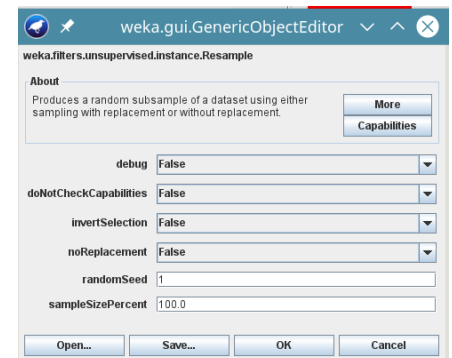 weka.gui.GenericObjectEditor
weka.filters.unsupervised.instance.Resample
About
Produces a random subsample of a dataset using either
sampling with replacement or without replacement.
More
Capabilities
debug False
doNotCheckCapabilities False
invertSelection False
noReplacement False
randomSeed 1
sampleSizePercent 100.0
Open... Save... OK Cancel